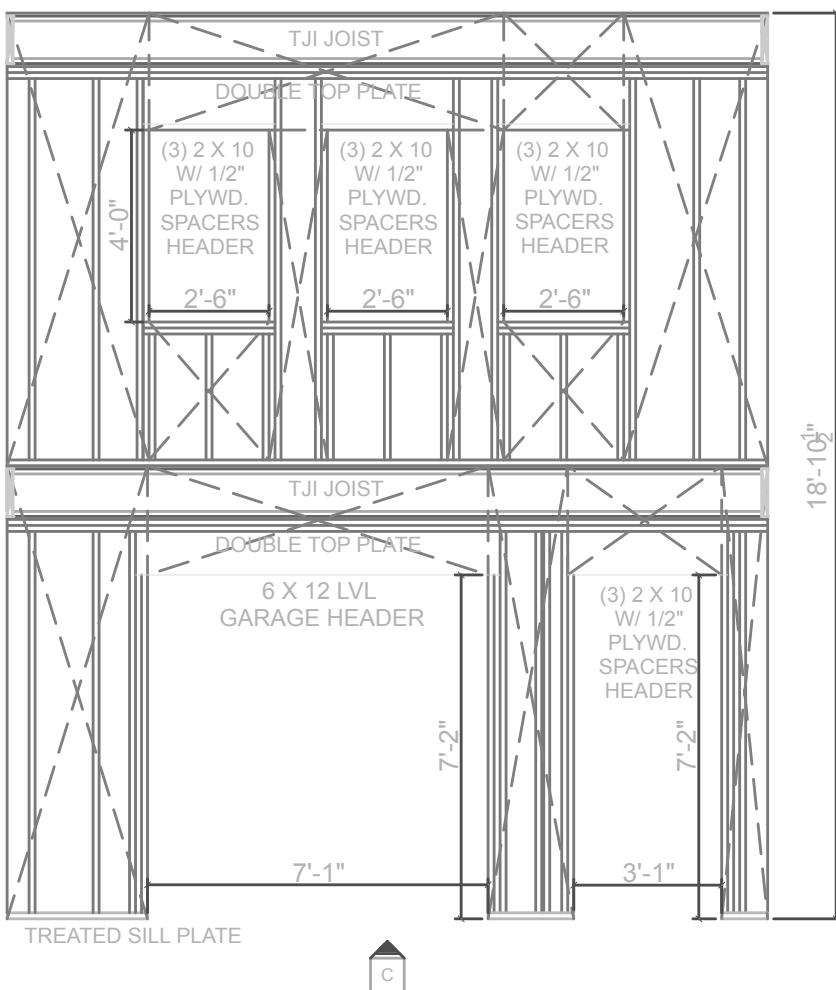 TJI JOIST
DOUBLE TOP PLATE
(3) 2 X 10
W/ 1/2"
PLYWD.
SPACERS
HEADER
(3) 2 X 10
W/ 1/2"
PLYWD.
SPACERS
HEADER
(3) 2 X 10
W/ 1/2"
PLYWD.
SPACERS
HEADER
4'-0"
2'-6"
2'-6"
2'-6"
18'-10 1/2"
TJI JOIST
DOUBLE TOP PLATE
6 X 12 LVL
GARAGE HEADER
(3) 2 X 10
W/ 1/2"
PLYWD.
SPACERS
HEADER
7'-2"
7'-2"
7'-1"
3'-1"
TREATED SILL PLATE
C